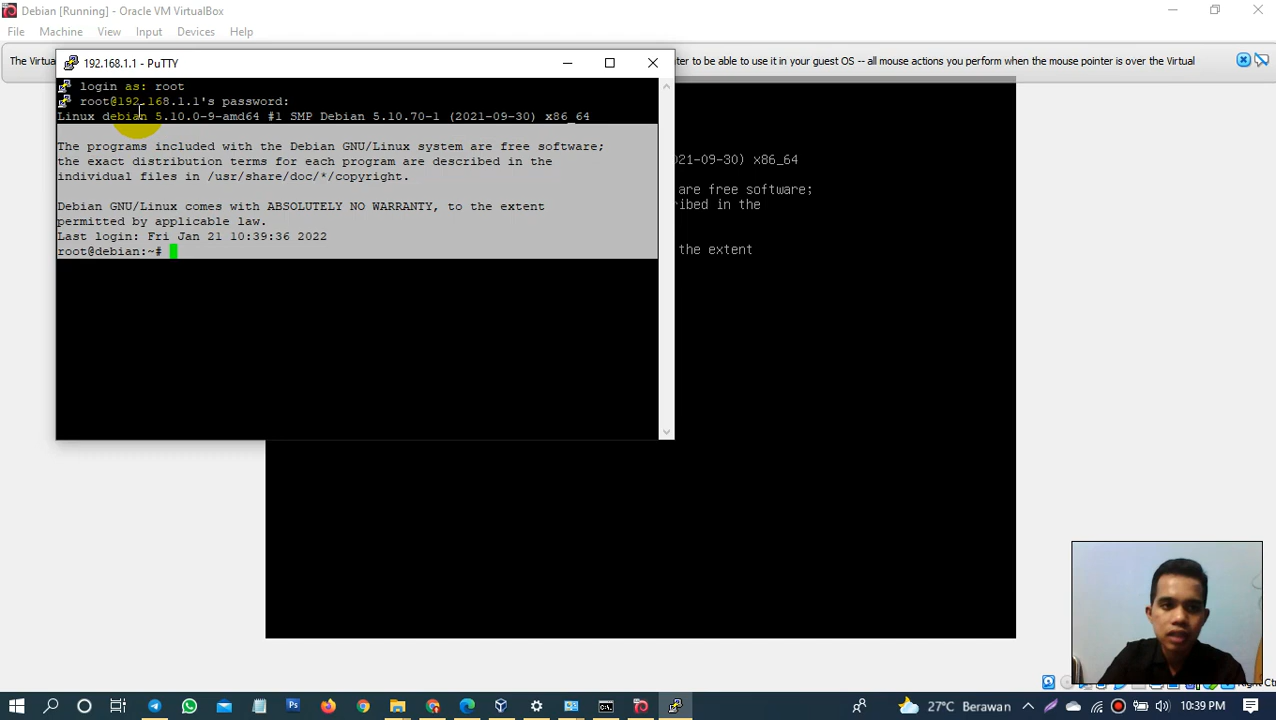 Debian [Running] - Oracle VM VirtualBox
File Machine View Input Devices Help
The Virtua
ter to be able to use it in your guest OS -- all mouse actions you perform when the mouse pointer is over the Virtual
192.168.1.1 - PuTTY
login as: root
root@192.168.1.1's password:
Linux debian 5.10.0-9-amd64 #1 SMP Debian 5.10.70-1 (2021-09-30) x86_64
The programs included with the Debian GNU/Linux system are free software;
the exact distribution terms for each program are described in the
individual files in /usr/share/doc/*/copyright.
Debian GNU/Linux comes with ABSOLUTELY NO WARRANTY, to the extent
permitted by applicable law.
Last login: Fri Jan 21 10:39:36 2022
root@debian:~#
21-09-30) x86_64
are free software;
ibed in the
the extent
Right Ctrl
27°C Berawan
10:39 PM